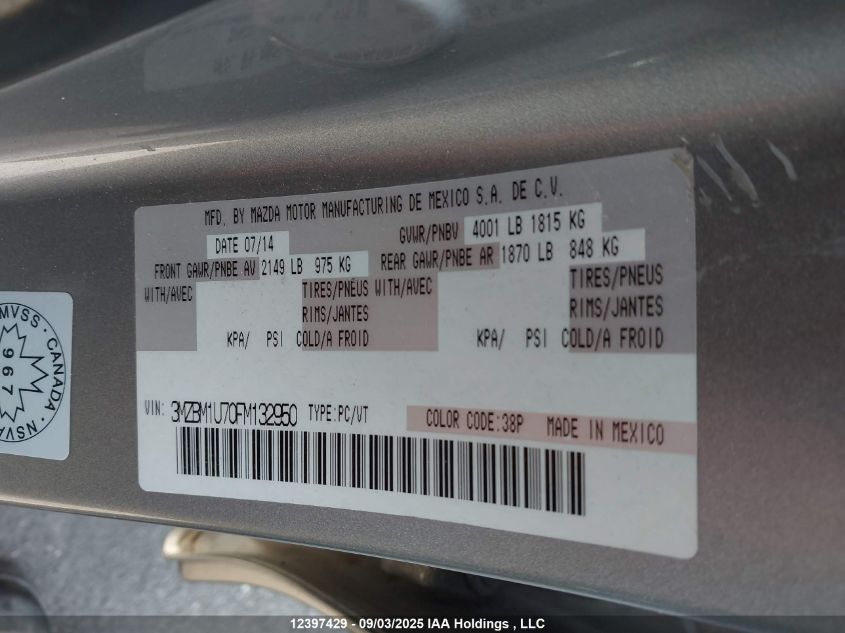 MFD. BY MAZDA MOTOR MANUFACTURING DE MEXICO S.A. DE C.V.
DATE 07/14 GVWR/PNBV 4001 LB 1815 KG
FRONT GAWR/PNBE AV 2149 LB 975 KG REAR GAWR/PNBE AR 1870 LB 848 KG
WITH/AVEC TIRES/PNEUS WITH/AVEC TIRES/PNEUS
RIMS/JANTES RIMS/JANTES
KPA/ PSI COLD/A FROID KPA/ PSI COLD/A FROID
VIN: 3MZBM1U70FM132950 TYPE:PC/VT COLOR CODE:38P MADE IN MEXICO
MVSS · CANADA · NSVA
967
12397429 - 09/03/2025 IAA Holdings , LLC